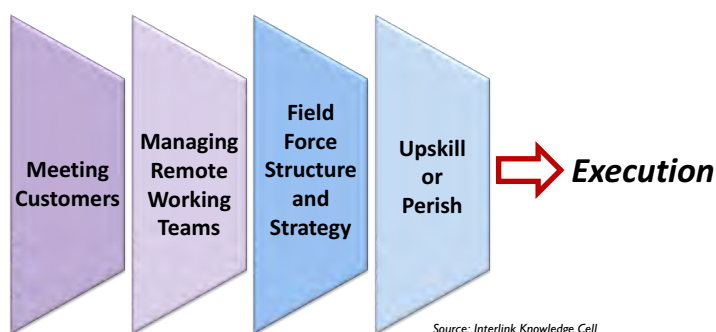 Meeting
Customers
Managing
Remote
Working
Teams
Field
Force
Structure
and
Strategy
Upskill
or
Perish
Execution
Source: Interlink Knowledge Cell